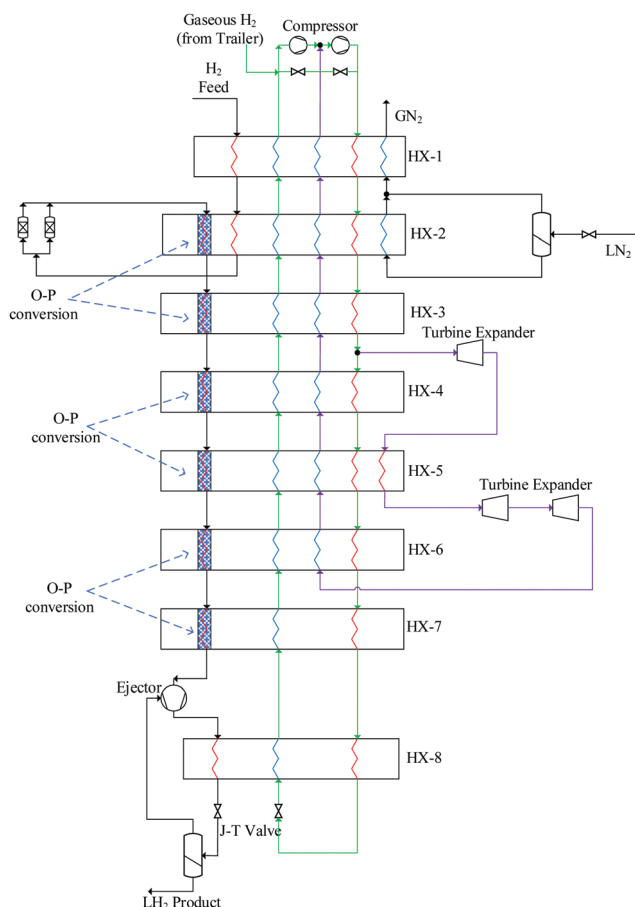 Gaseous H2
(from Trailer)
Compressor
H2
Feed
GN2
HX-1
HX-2
LN2
O-P
conversion
HX-3
Turbine Expander
HX-4
O-P
conversion
HX-5
Turbine Expander
HX-6
O-P
conversion
HX-7
Ejector
HX-8
J-T Valve
LH2 Product